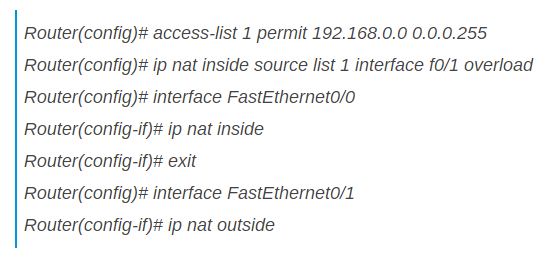 Router(config)# access-list 1 permit 192.168.0.0 0.0.0.255
Router(config)# ip nat inside source list 1 interface f0/1 overload
Router(config)# interface FastEthernet0/0
Router(config-if)# ip nat inside
Router(config-if)# exit
Router(config)# interface FastEthernet0/1
Router(config-if)# ip nat outside